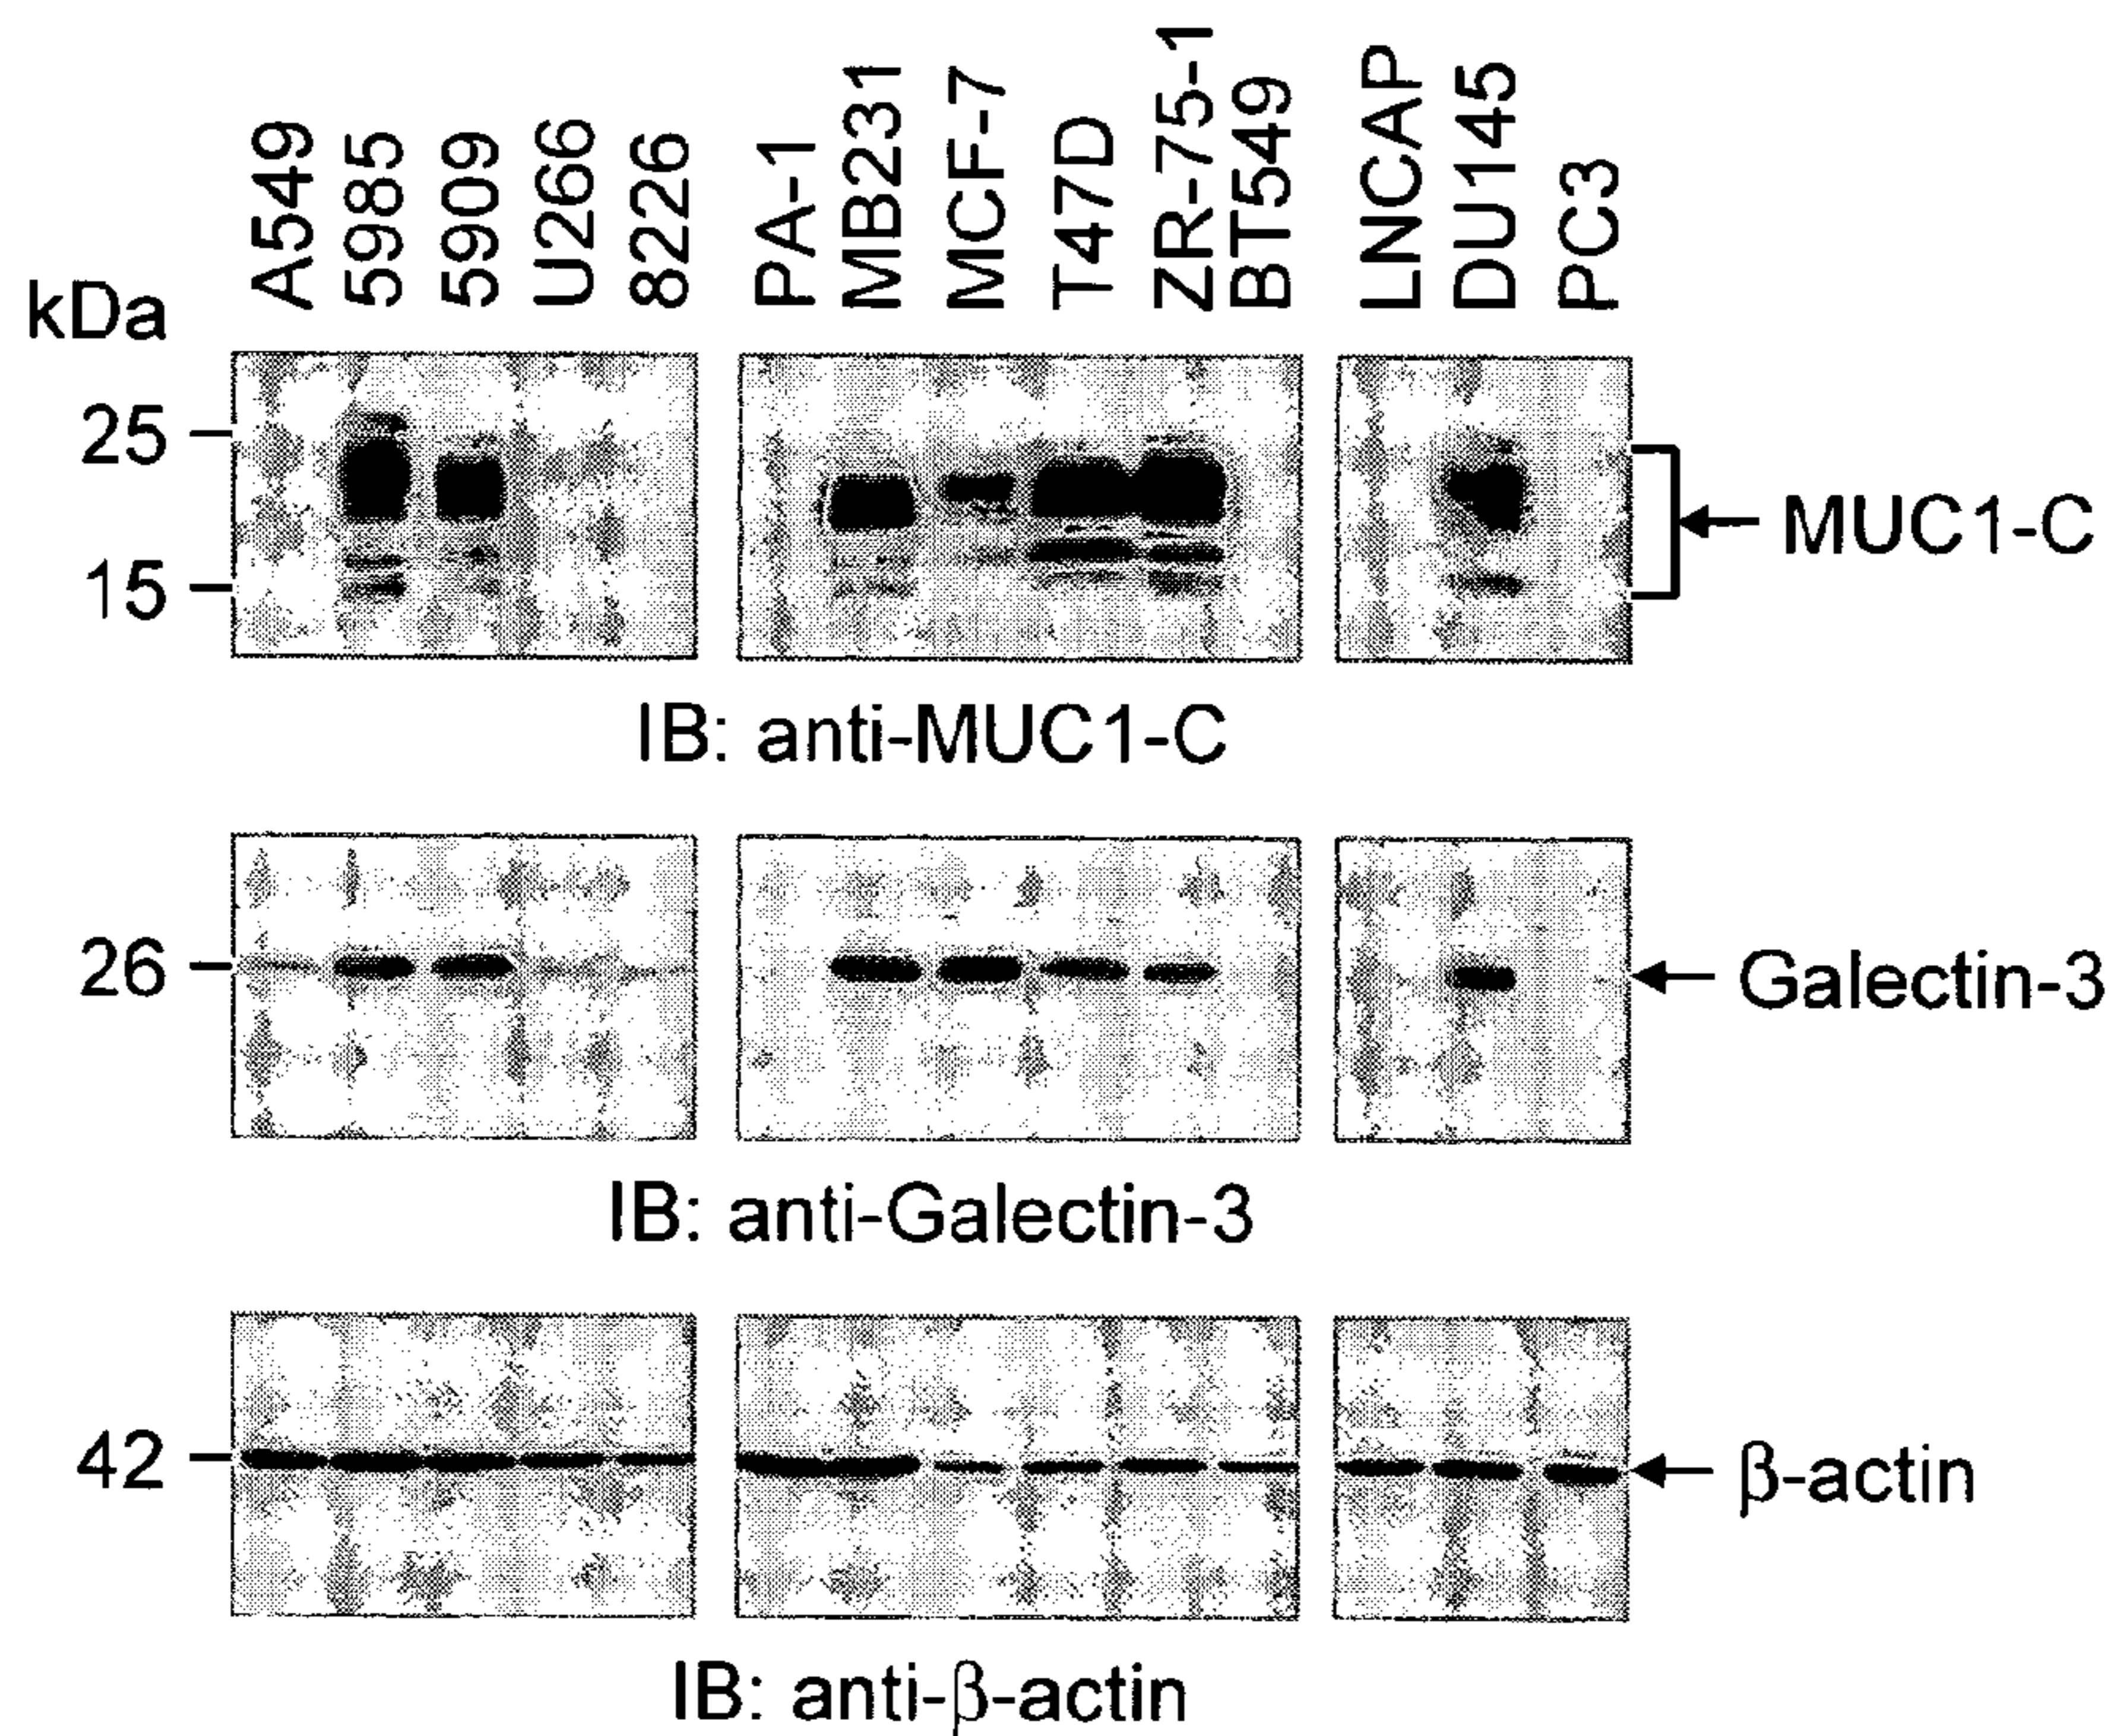 kDa
A549
5985
5909
U266
8226
PA-1
MB231
MCF-7
T47D
ZR-75-1
BT549
LNCAP
DU145
PC3
25
15
MUC1-C
IB: anti-MUC1-C
26
Galectin-3
IB: anti-Galectin-3
42
β-actin
IB: anti-β-actin